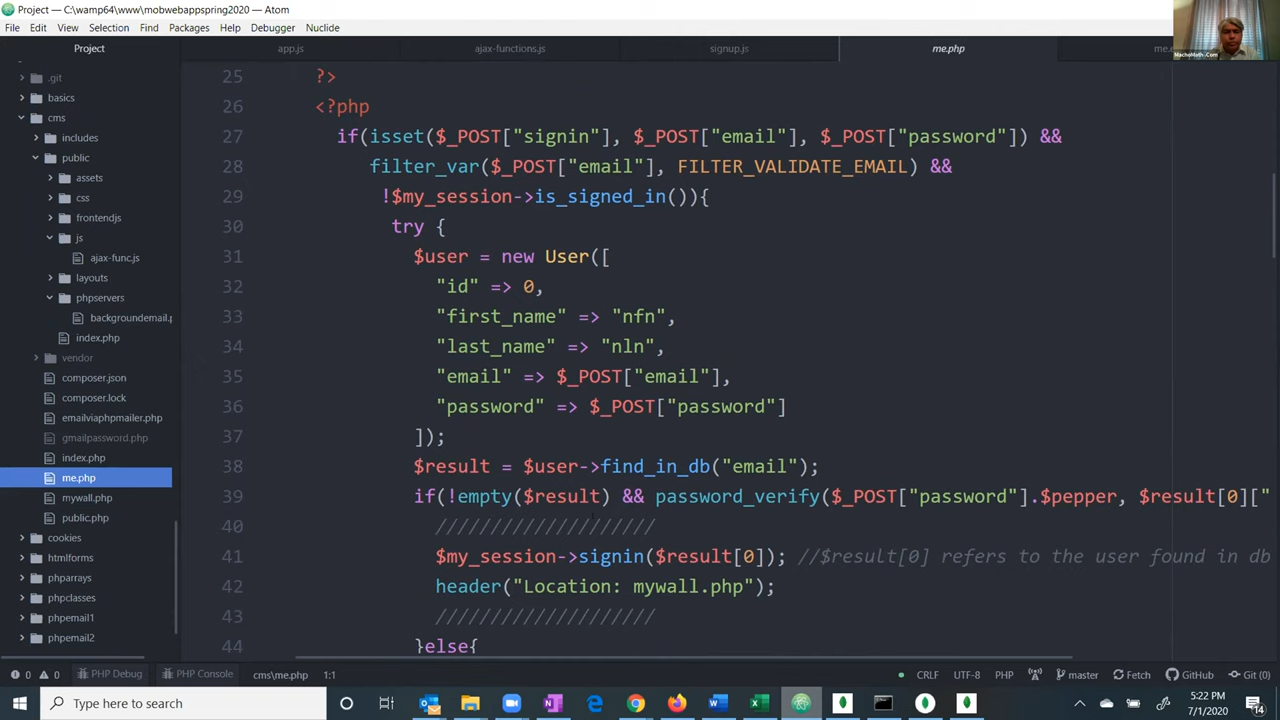 Project — C:\wamp64\www\mobwebappspring2020 — Atom
File Edit View Selection Find Packages Help Debugger Nuclide
Project
app.js ajax-functions.js signup.js me.php
MachoMath.Com
.git
basics
cms
includes
public
assets
css
frontendjs
js
ajax-func.js
layouts
phpservers
backgroundemail.p
index.php
vendor
composer.json
composer.lock
emailviaphpmailer.php
gmailpassword.php
index.php
me.php
mywall.php
public.php
cookies
htmlforms
phparrays
phpclasses
phpemail1
phpemail2
25 ?>
26 <?php
27 if(isset($_POST["signin"], $_POST["email"], $_POST["password"]) &&
28 filter_var($_POST["email"], FILTER_VALIDATE_EMAIL) &&
29 !$my_session->is_signed_in()){
30 try {
31 $user = new User([
32 "id" => 0,
33 "first_name" => "nfn",
34 "last_name" => "nln",
35 "email" => $_POST["email"],
36 "password" => $_POST["password"]
37 ]);
38 $result = $user->find_in_db("email");
39 if(!empty($result) && password_verify($_POST["password"].$pepper, $result[0]["
40 ////////////////////
41 $my_session->signin($result[0]); //$result[0] refers to the user found in db
42 header("Location: mywall.php");
43 ////////////////////
44 }else{
0 0 PHP Debug PHP Console cms\me.php 1:1 CRLF UTF-8 PHP master Fetch GitHub Git (0)
Type here to search
5:22 PM
7/1/2020
14